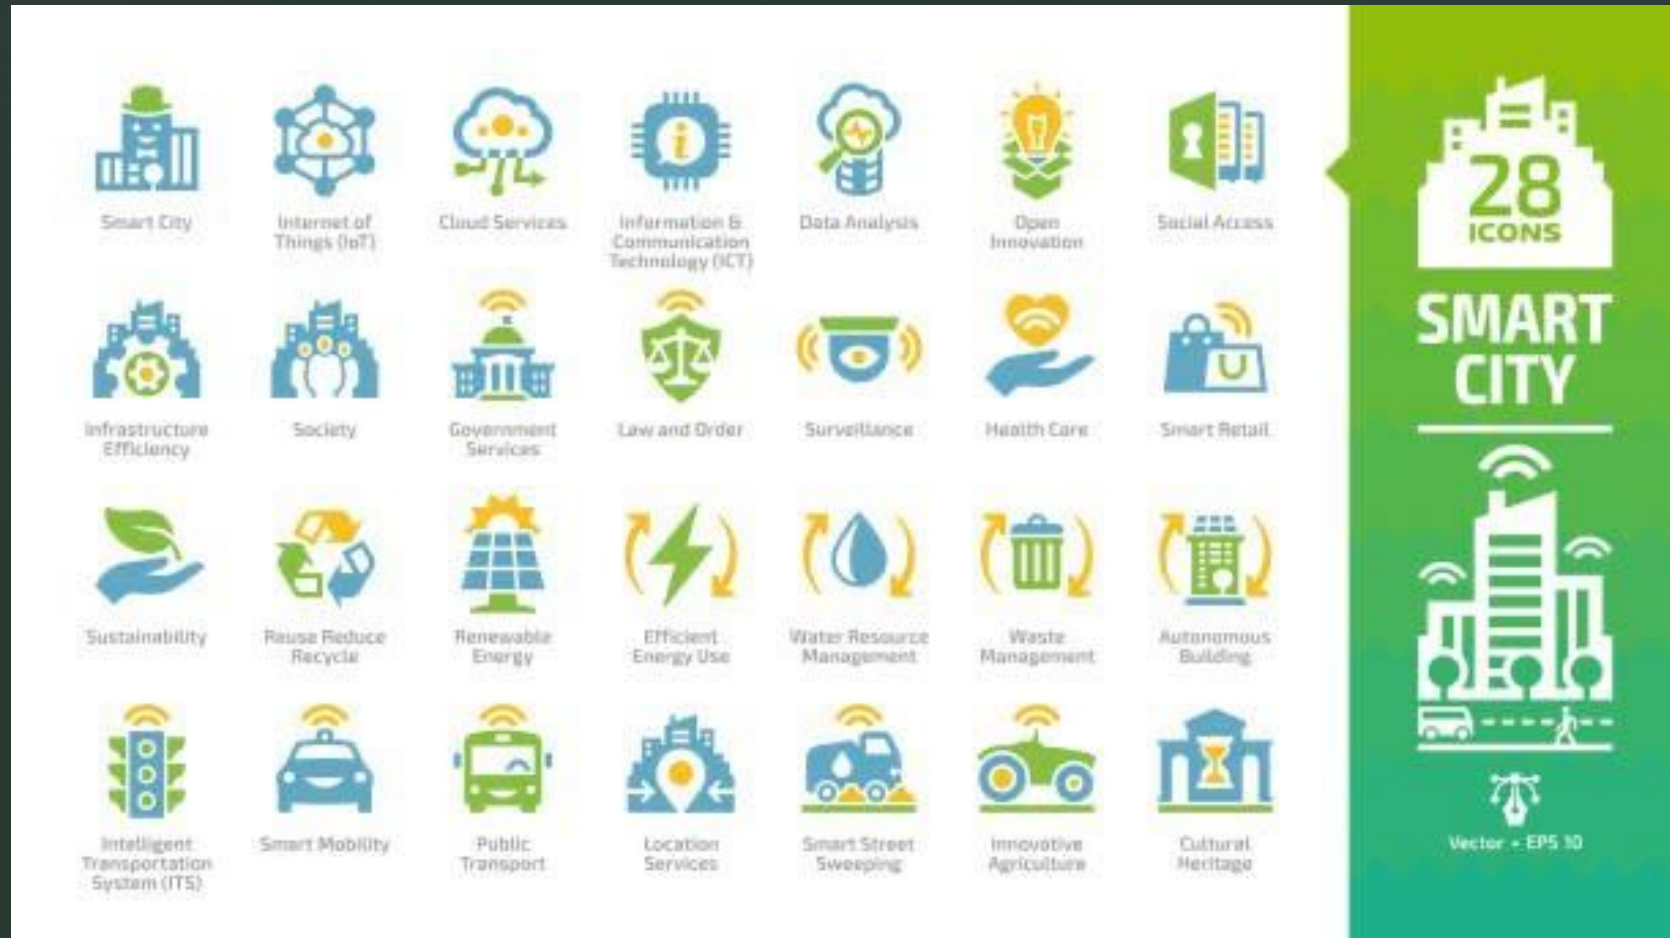 Smart City
Internet of
Things (IoT)
Cloud Services
Information &
Communication
Technology (ICT)
Data Analysis
Open
Innovation
Social Access
Infrastructure
Efficiency
Society
Government
Services
Law and Order
Surveillance
Health Care
Smart Retail
Sustainability
Reuse Reduce
Recycle
Renewable
Energy
Efficient
Energy Use
Water Resource
Management
Waste
Management
Autonomous
Building
Intelligent
Transportation
System (ITS)
Smart Mobility
Public
Transport
Location
Services
Smart Street
Sweeping
Innovative
Agriculture
Cultural
Heritage
28
ICONS
SMART
CITY
Vector • EPS 10